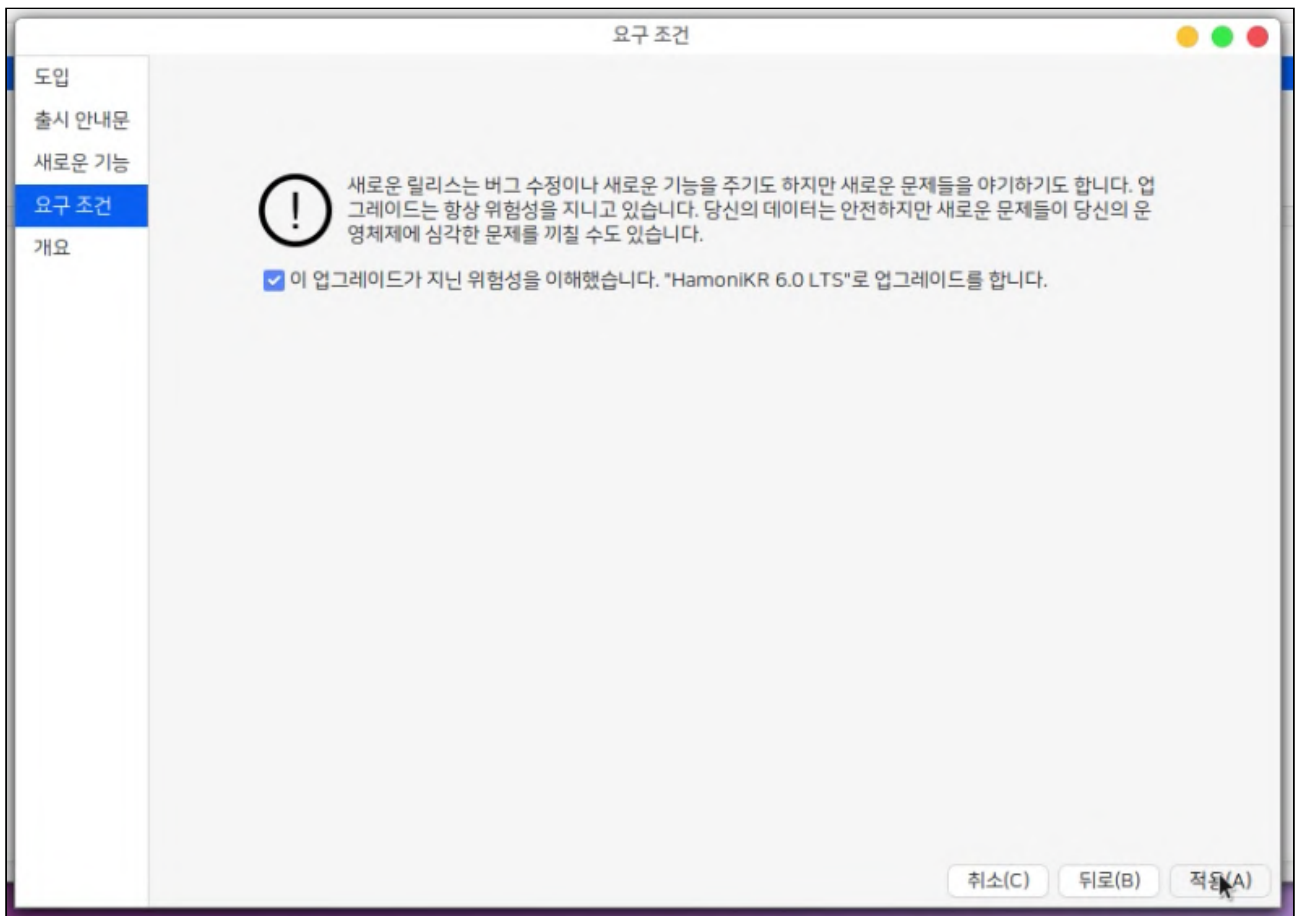 요구 조건
도입
출시 안내문
새로운 기능
요구 조건
개요
새로운 릴리스는 버그 수정이나 새로운 기능을 주기도 하지만 새로운 문제들을 야기하기도 합니다. 업
그레이드는 항상 위험성을 지니고 있습니다. 당신의 데이터는 안전하지만 새로운 문제들이 당신의 운
영체제에 심각한 문제를 끼칠 수도 있습니다.
이 업그레이드가 지닌 위험성을 이해했습니다. "HamoniKR 6.0 LTS"로 업그레이드를 합니다.
취소(C) 뒤로(B) 적용(A)